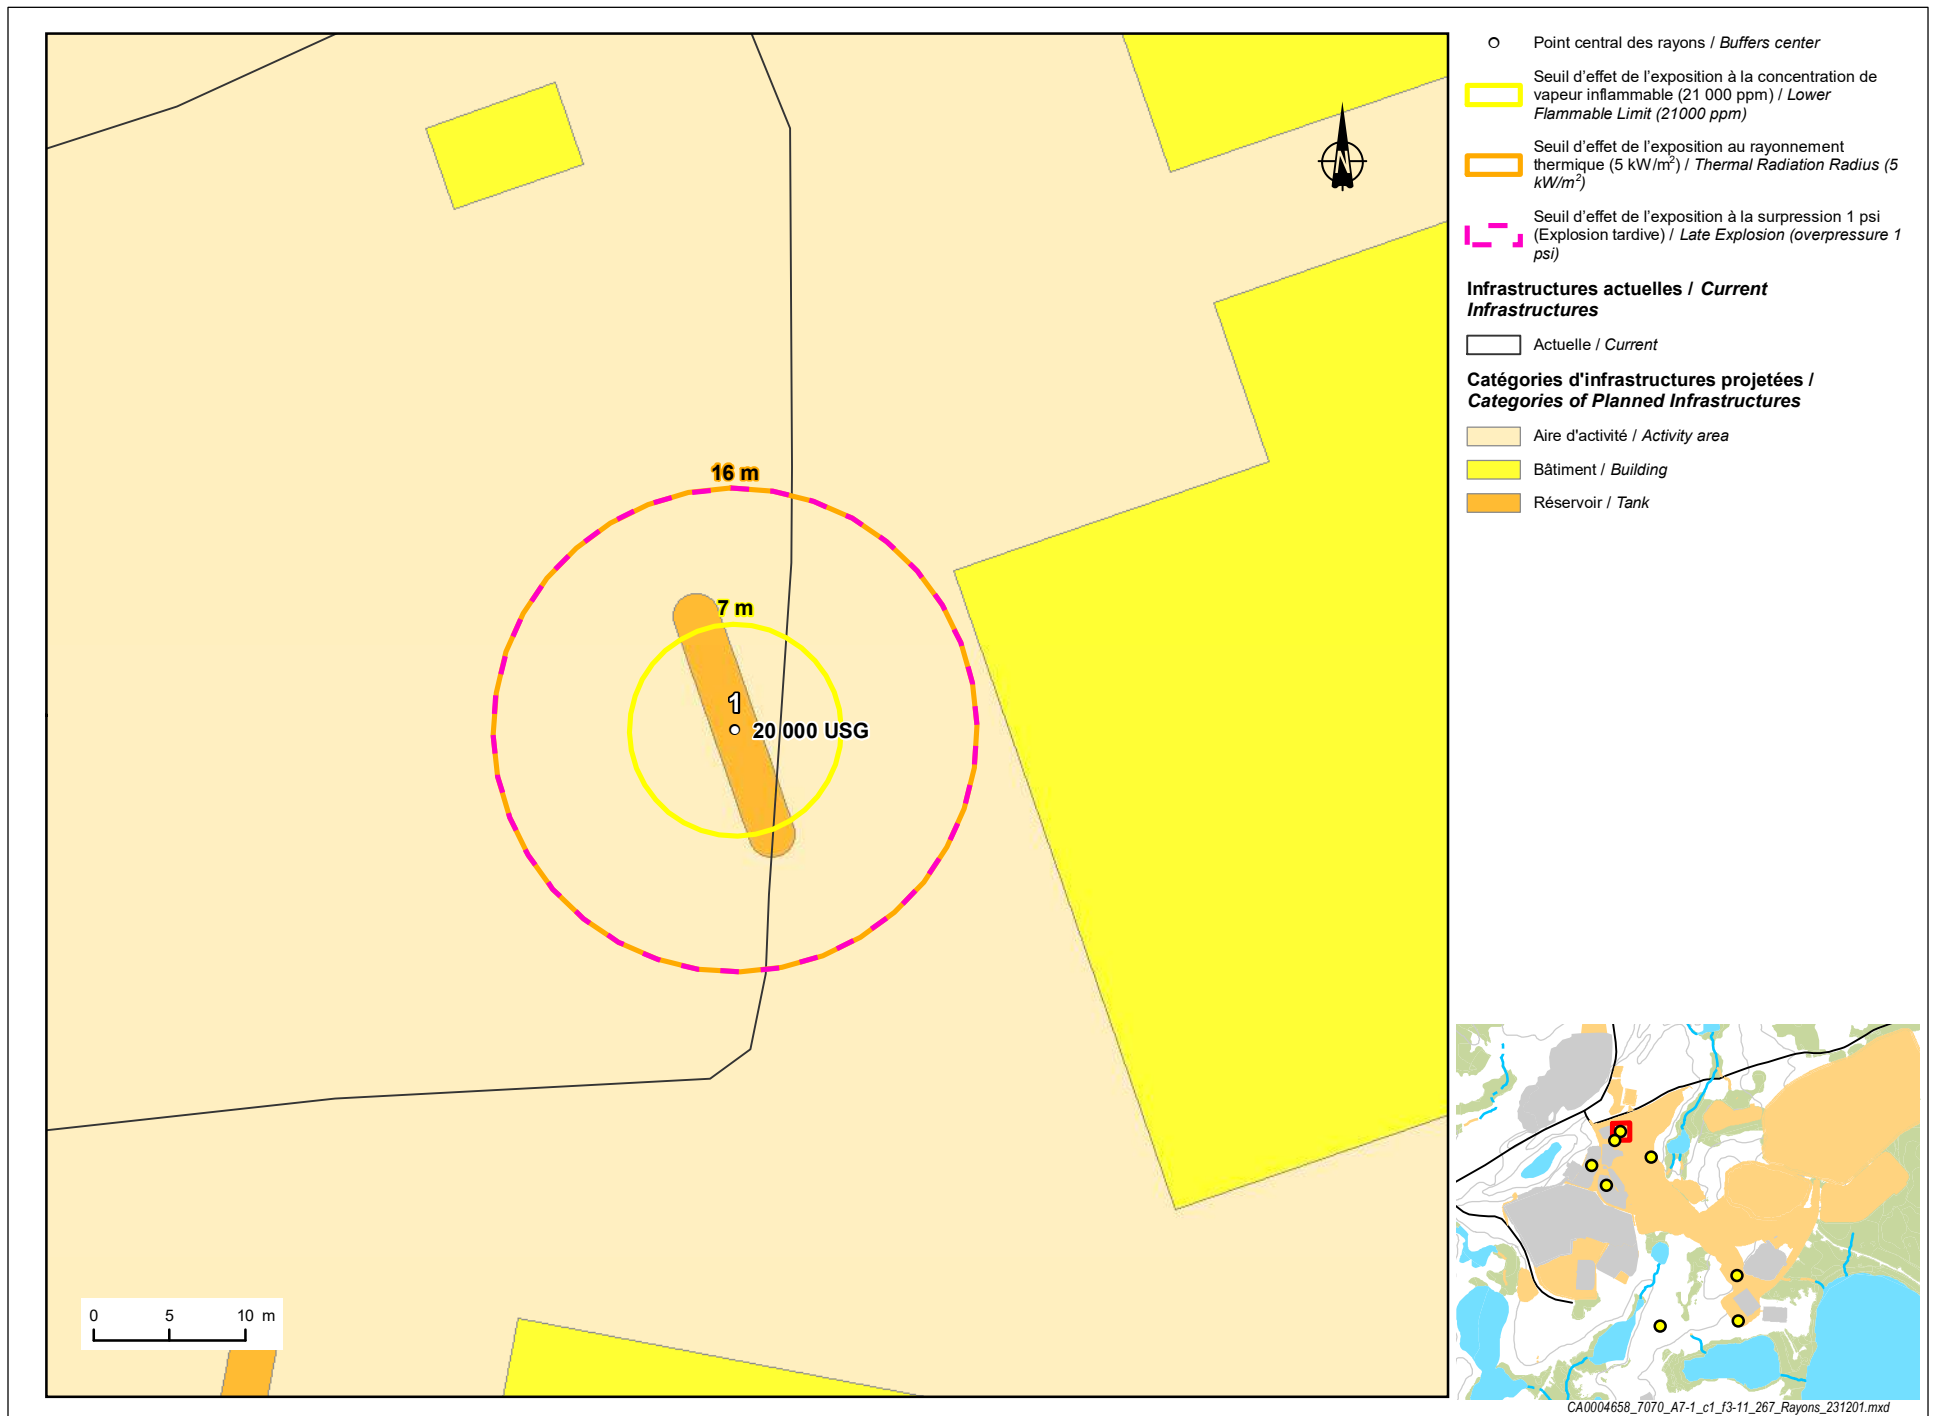 Point central des rayons / Buffers center
Seuil d'effet de l'exposition à la concentration de
vapeur inflammable (21 000 ppm) / Lower
Flammable Limit (21000 ppm)
Seuil d'effet de l'exposition au rayonnement
thermique (5 kW/m²) / Thermal Radiation Radius (5
kW/m²)
Seuil d'effet de l'exposition à la surpression 1 psi
(Explosion tardive) / Late Explosion (overpressure 1
psi)
Infrastructures actuelles / Current
Infrastructures
Actuelle / Current
Catégories d'infrastructures projetées /
Categories of Planned Infrastructures
Aire d'activité / Activity area
Bâtiment / Building
Réservoir / Tank
N
16 m
7 m
1
20 000 USG
0 5 10 m
CA0004658_7070_A7-1_c1_f3-11_267_Rayons_231201.mxd